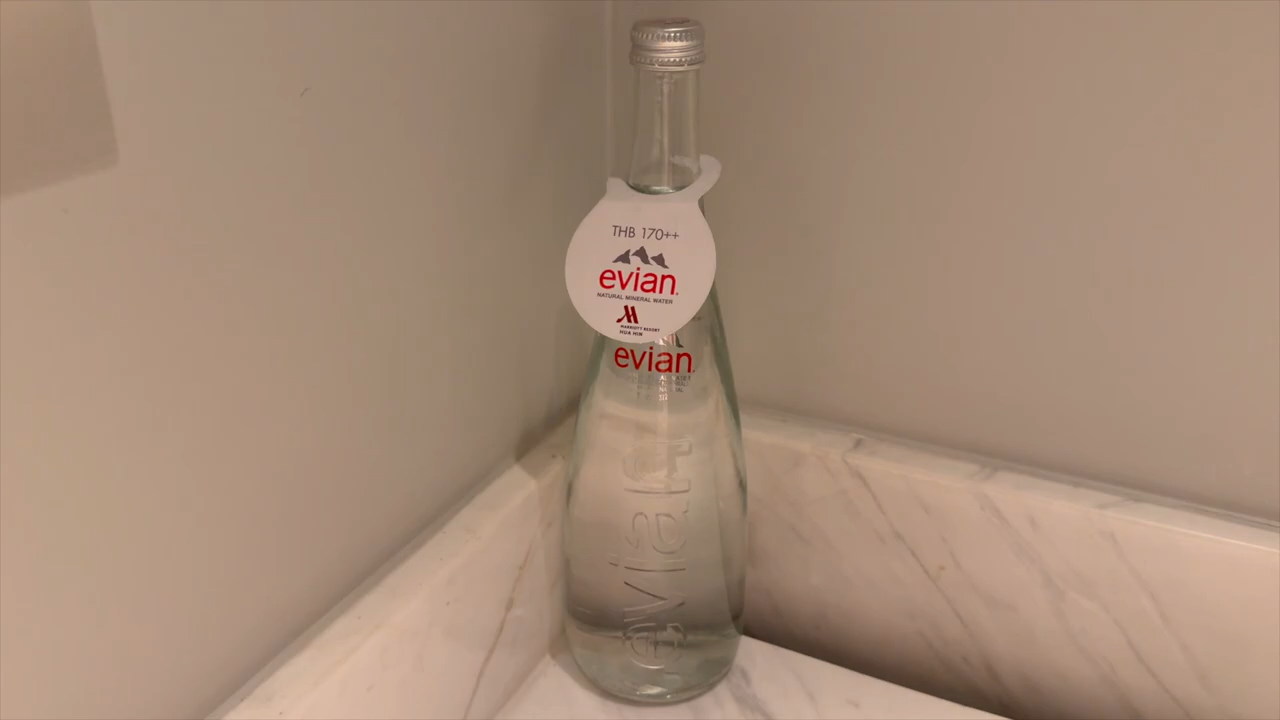 THB 170++
evian.
NATURAL MINERAL WATER
MARRIOTT RESORT
HUA HIN
evian.
evian